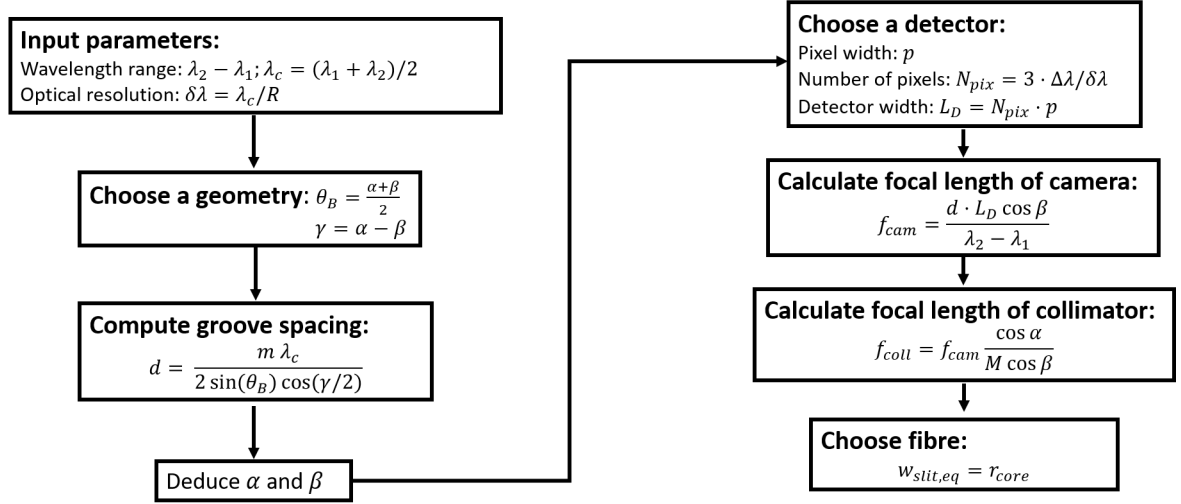 Input parameters:
Wavelength range: λ₂ − λ₁; λ_c = (λ₁ + λ₂)/2
Optical resolution: δλ = λ_c/R
Choose a geometry: θ_B = (α+β)/2
γ = α − β
Compute groove spacing:
d = m λ_c / (2 sin(θ_B) cos(γ/2))
Deduce α and β
Choose a detector:
Pixel width: p
Number of pixels: N_pix = 3 · Δλ/δλ
Detector width: L_D = N_pix · p
Calculate focal length of camera:
f_cam = (d · L_D cos β) / (λ₂ − λ₁)
Calculate focal length of collimator:
f_coll = f_cam cos α / (M cos β)
Choose fibre:
w_slit,eq = r_core